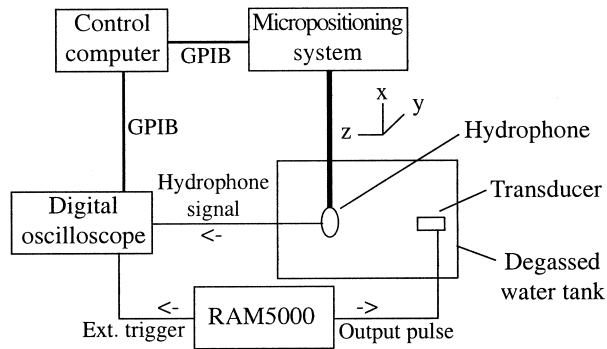 Control
computer
GPIB
Micropositioning
system
x
y
z
GPIB
Hydrophone
Hydrophone
signal
<-
Transducer
Digital
oscilloscope
Degassed
water tank
<-
Ext. trigger
RAM5000
->
Output pulse